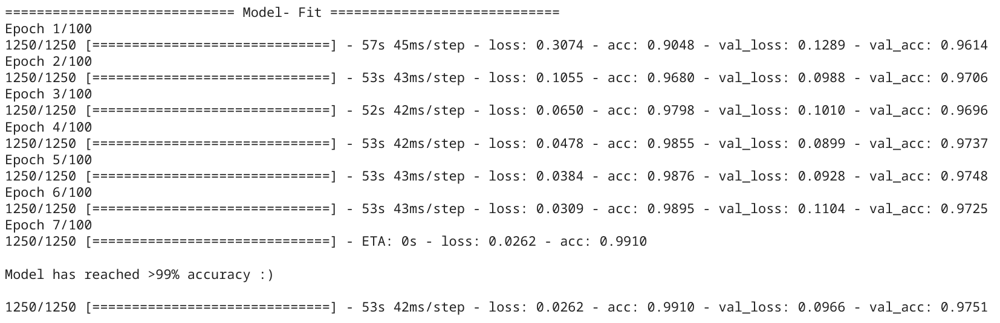 ============================= Model- Fit =============================
Epoch 1/100
1250/1250 [==============================] - 57s 45ms/step - loss: 0.3074 - acc: 0.9048 - val_loss: 0.1289 - val_acc: 0.9614
Epoch 2/100
1250/1250 [==============================] - 53s 43ms/step - loss: 0.1055 - acc: 0.9680 - val_loss: 0.0988 - val_acc: 0.9706
Epoch 3/100
1250/1250 [==============================] - 52s 42ms/step - loss: 0.0650 - acc: 0.9798 - val_loss: 0.1010 - val_acc: 0.9696
Epoch 4/100
1250/1250 [==============================] - 53s 42ms/step - loss: 0.0478 - acc: 0.9855 - val_loss: 0.0899 - val_acc: 0.9737
Epoch 5/100
1250/1250 [==============================] - 53s 43ms/step - loss: 0.0384 - acc: 0.9876 - val_loss: 0.0928 - val_acc: 0.9748
Epoch 6/100
1250/1250 [==============================] - 53s 43ms/step - loss: 0.0309 - acc: 0.9895 - val_loss: 0.1104 - val_acc: 0.9725
Epoch 7/100
1250/1250 [==============================] - ETA: 0s - loss: 0.0262 - acc: 0.9910
Model has reached >99% accuracy :)
1250/1250 [==============================] - 53s 42ms/step - loss: 0.0262 - acc: 0.9910 - val_loss: 0.0966 - val_acc: 0.9751